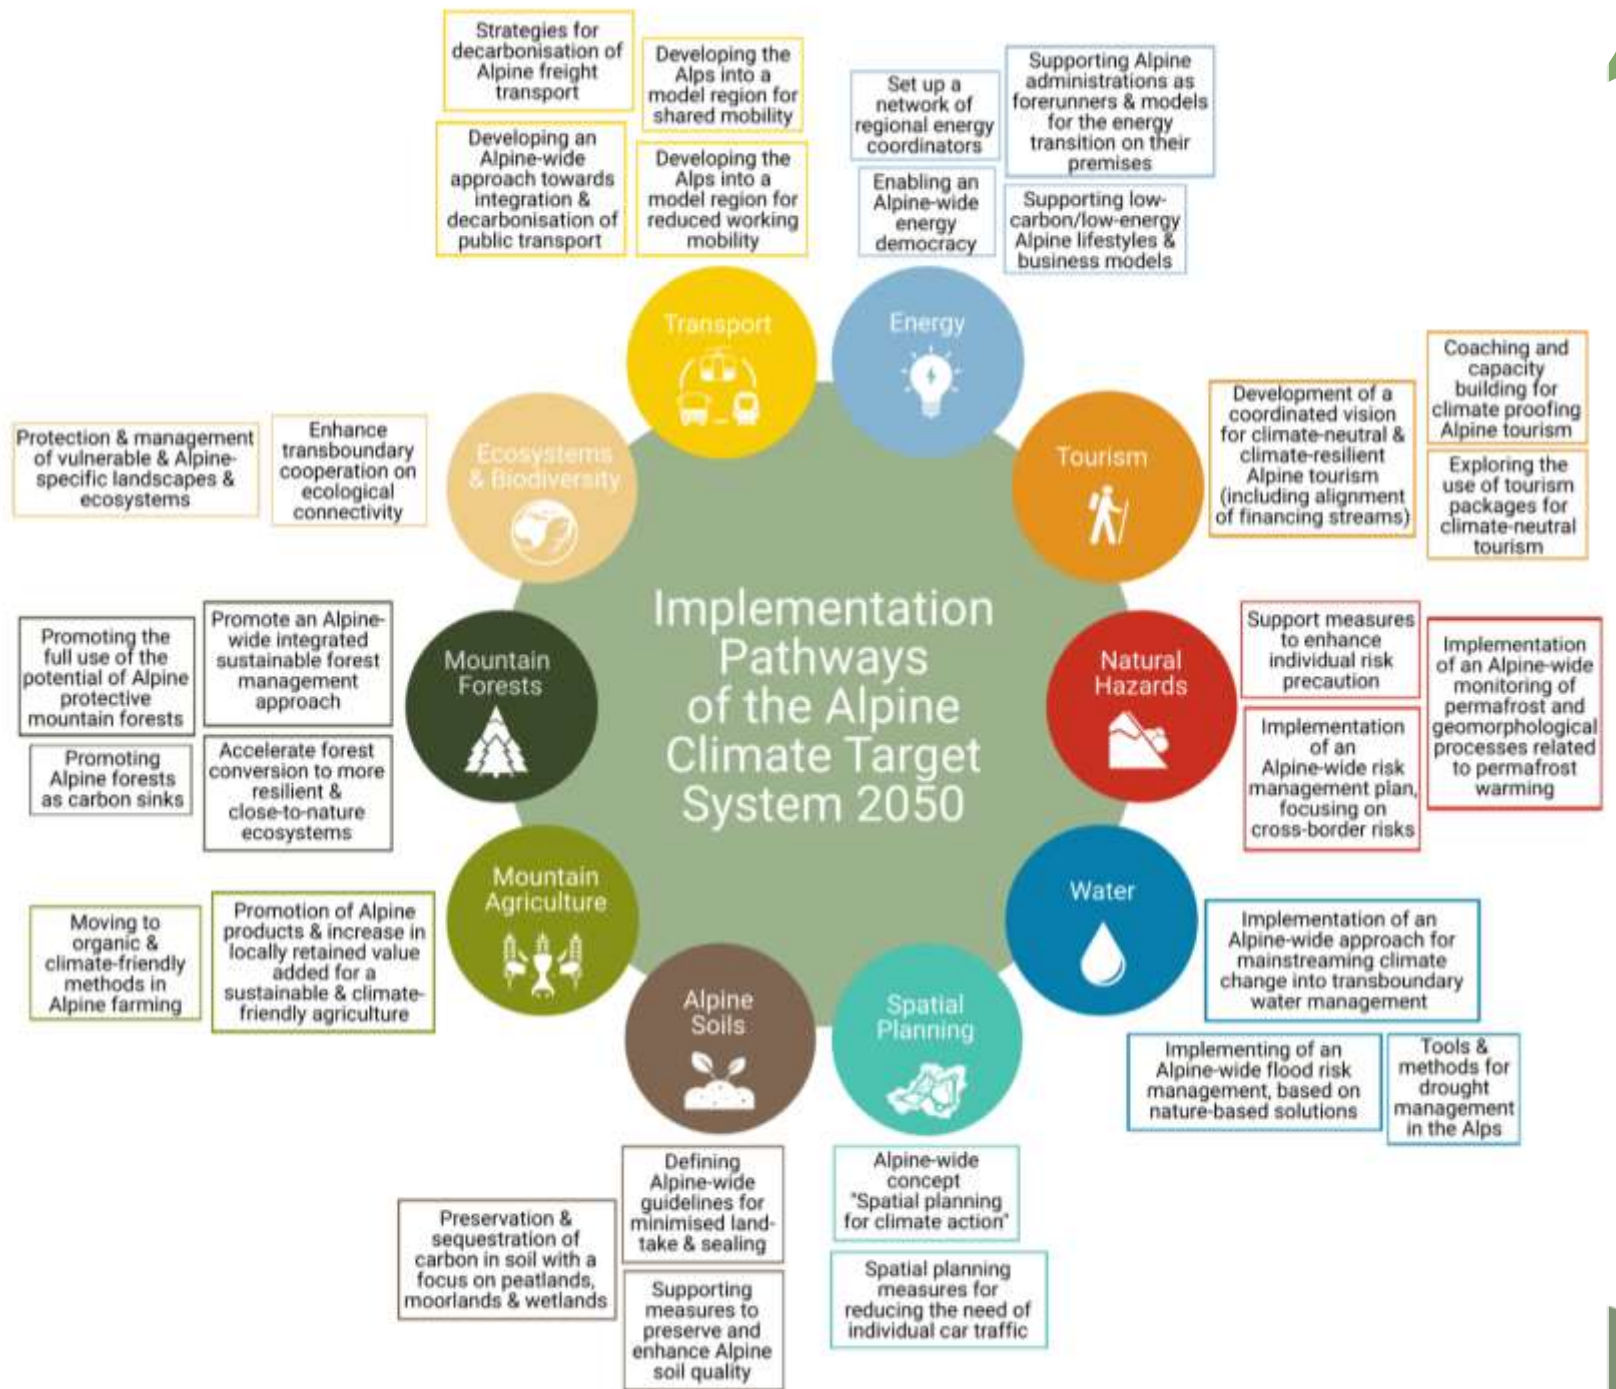 Strategies for
decarbonisation of
Alpine freight
transport
Developing the
Alps into a
model region for
shared mobility
Developing an
Alpine-wide
approach towards
integration &
decarbonisation of
public transport
Developing the
Alps into a
model region for
reduced working
mobility
Set up a
network of
regional energy
coordinators
Supporting Alpine
administrations as
forerunners & models
for the energy
transition on their
premises
Enabling an
Alpine-wide
energy
democracy
Supporting low-
carbon/low-energy
Alpine lifestyles &
business models
Transport
Energy
Coaching and
capacity
building for
climate proofing
Alpine tourism
Development of a
coordinated vision
for climate-neutral &
climate-resilient
Alpine tourism
(including alignment
of financing streams)
Exploring the
use of tourism
packages for
climate-neutral
tourism
Tourism
Protection & management
of vulnerable & Alpine-
specific landscapes &
ecosystems
Enhance
transboundary
cooperation on
ecological
connectivity
Ecosystems
& Biodiversity
Implementation
Pathways
of the Alpine
Climate Target
System 2050
Promoting the
full use of the
potential of Alpine
protective
mountain forests
Promote an Alpine-
wide integrated
sustainable forest
management
approach
Promoting
Alpine forests
as carbon sinks
Accelerate forest
conversion to more
resilient &
close-to-nature
ecosystems
Mountain
Forests
Natural
Hazards
Support measures
to enhance
individual risk
precaution
Implementation
of an Alpine-wide
monitoring of
permafrost and
geomorphological
processes related
to permafrost
warming
Implementation
of an
Alpine-wide risk
management plan,
focusing on
cross-border risks
Moving to
organic &
climate-friendly
methods in
Alpine farming
Promotion of Alpine
products & increase in
locally retained value
added for a
sustainable & climate-
friendly agriculture
Mountain
Agriculture
Water
Implementation of an
Alpine-wide approach for
mainstreaming climate
change into transboundary
water management
Implementing of an
Alpine-wide flood risk
management, based on
nature-based solutions
Tools &
methods for
drought
management
in the Alps
Alpine
Soils
Spatial
Planning
Preservation &
sequestration of
carbon in soil with a
focus on peatlands,
moorlands & wetlands
Defining
Alpine-wide
guidelines for
minimised land-
take & sealing
Supporting
measures to
preserve and
enhance Alpine
soil quality
Alpine-wide
concept
"Spatial planning
for climate action"
Spatial planning
measures for
reducing the need of
individual car traffic